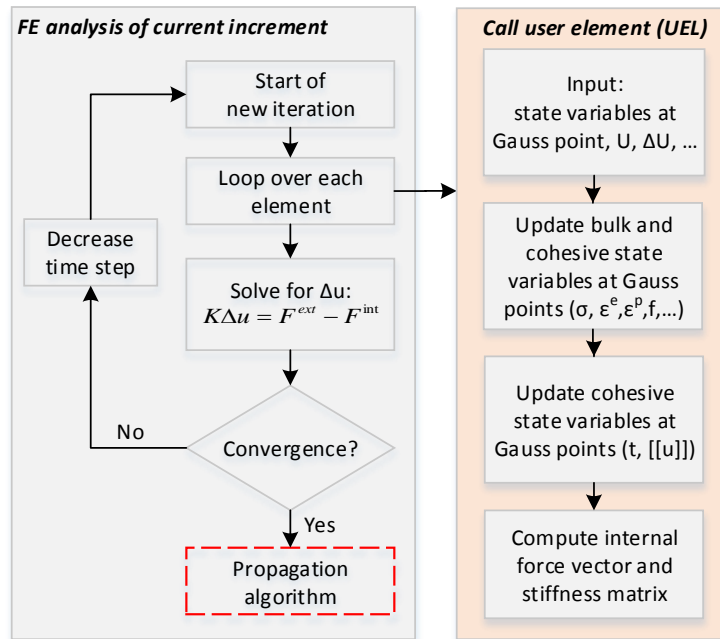 FE analysis of current increment
Start of
new iteration
Loop over each
element
Decrease
time step
Solve for Δu:
KΔu = F^ext − F^int
No
Convergence?
Yes
Propagation
algorithm
Call user element (UEL)
Input:
state variables at
Gauss point, U, ΔU, …
Update bulk and
cohesive state
variables at Gauss
points (σ, ε^e,ε^p,f,…)
Update cohesive
state variables at
Gauss points (t, [[u]])
Compute internal
force vector and
stiffness matrix